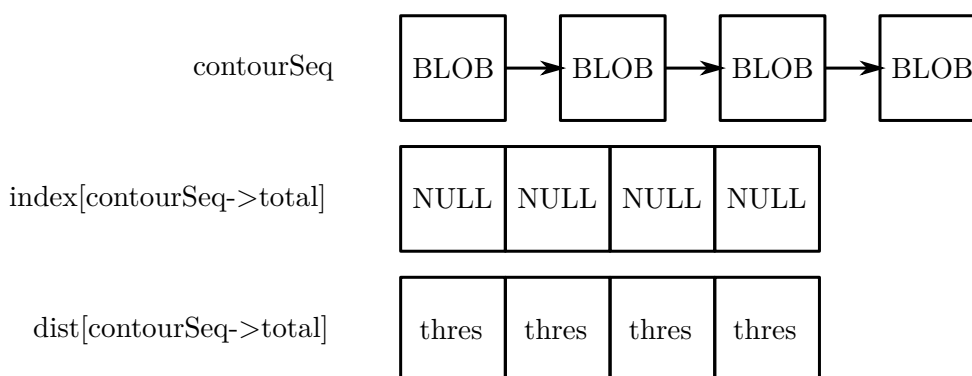 contourSeq BLOB BLOB BLOB BLOB
index[contourSeq->total] NULL NULL NULL NULL
dist[contourSeq->total] thres thres thres thres